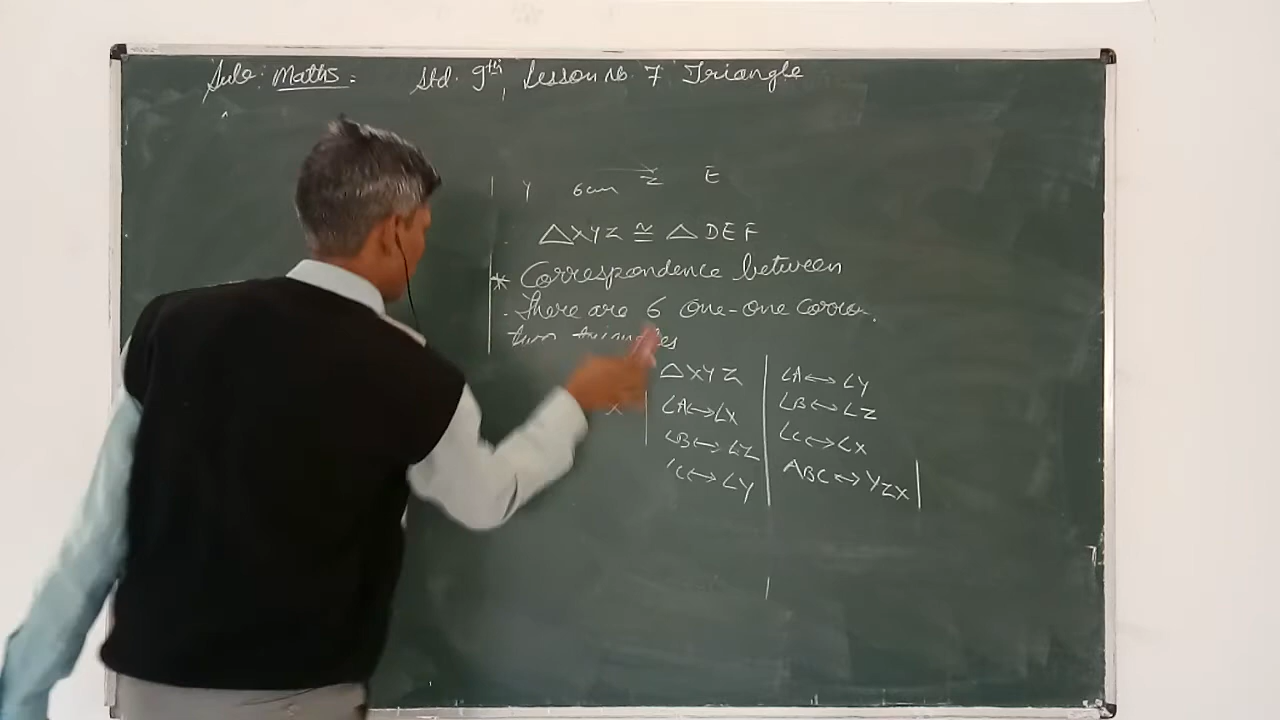 Sub: Maths: Std. 9th, Lesson no. 7 Triangle
Y 6cm Z E
△XYZ ≅ △DEF
* Correspondence between
. There are 6 one-one corres.
△XYZ
X
∠A↔∠X
∠B↔∠Z
∠C↔∠Y
∠A↔∠Y
∠B↔∠Z
∠C↔∠X
ABC↔YZX